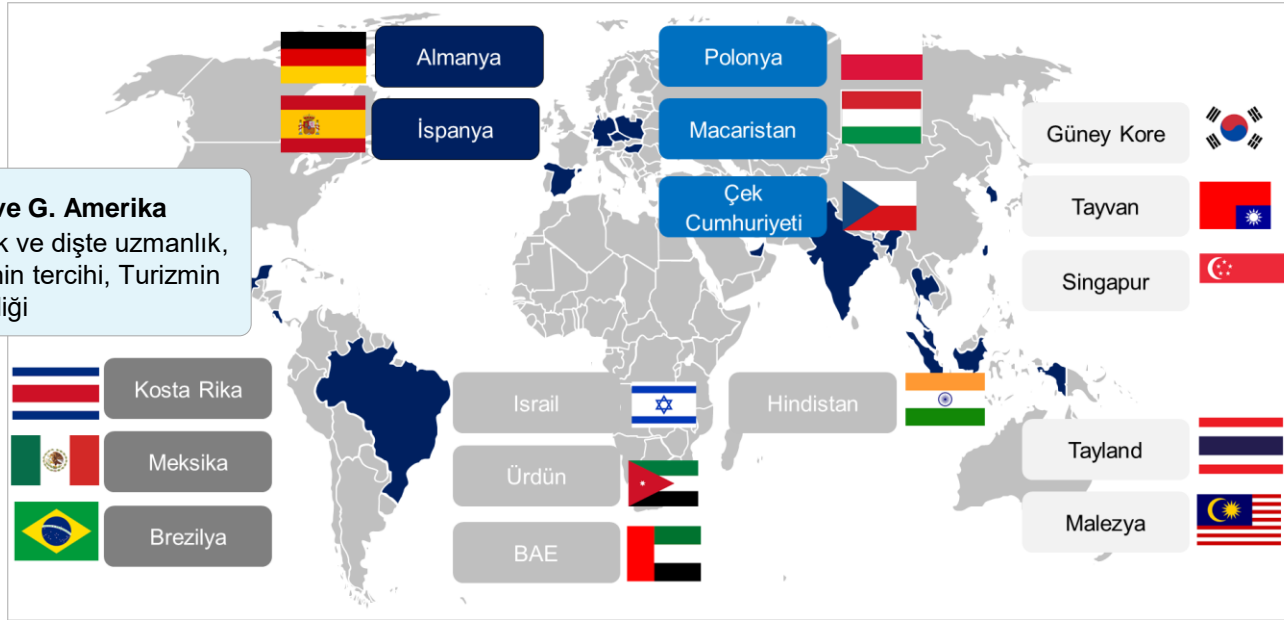 Almanya
İspanya
Polonya
Macaristan
Çek
Cumhuriyeti
Güney Kore
Tayvan
Singapur
ve G. Amerika
k ve dişte uzmanlık,
nin tercihi, Turizmin
liği
Kosta Rika
Meksika
Brezilya
Israil
Ürdün
BAE
Hindistan
Tayland
Malezya